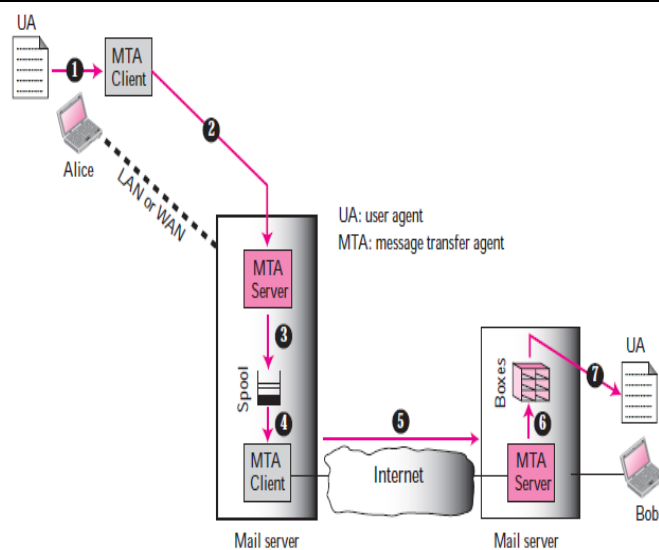 UA
1
MTA
Client
2
Alice
LAN or WAN
UA: user agent
MTA: message transfer agent
MTA
Server
3
Spool
4
MTA
Client
5
Internet
Boxes
6
MTA
Server
7
UA
Bob
Mail server
Mail server